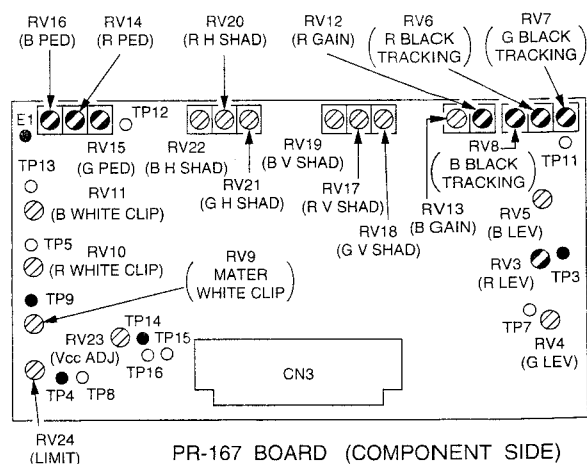 RV16
(B PED)
RV14
(R PED)
RV20
(R H SHAD)
RV12
(R GAIN)
RV6
(R BLACK
TRACKING)
RV7
(G BLACK
TRACKING)
E1
TP12
RV15
(G PED)
RV22
(B H SHAD)
RV19
(B V SHAD)
RV8
(B BLACK
TRACKING)
TP11
TP13
RV11
(B WHITE CLIP)
RV21
(G H SHAD)
RV17
(R V SHAD)
RV13
(B GAIN)
RV5
(B LEV)
RV18
(G V SHAD)
TP5
RV10
(R WHITE CLIP)
RV9
(MATER
WHITE CLIP)
RV3
(R LEV)
TP3
TP9
TP14
RV23
(Vcc ADJ)
TP15
TP16
TP7
RV4
(G LEV)
CN3
TP4
TP8
RV24
(LIMIT)
PR-167 BOARD (COMPONENT SIDE)